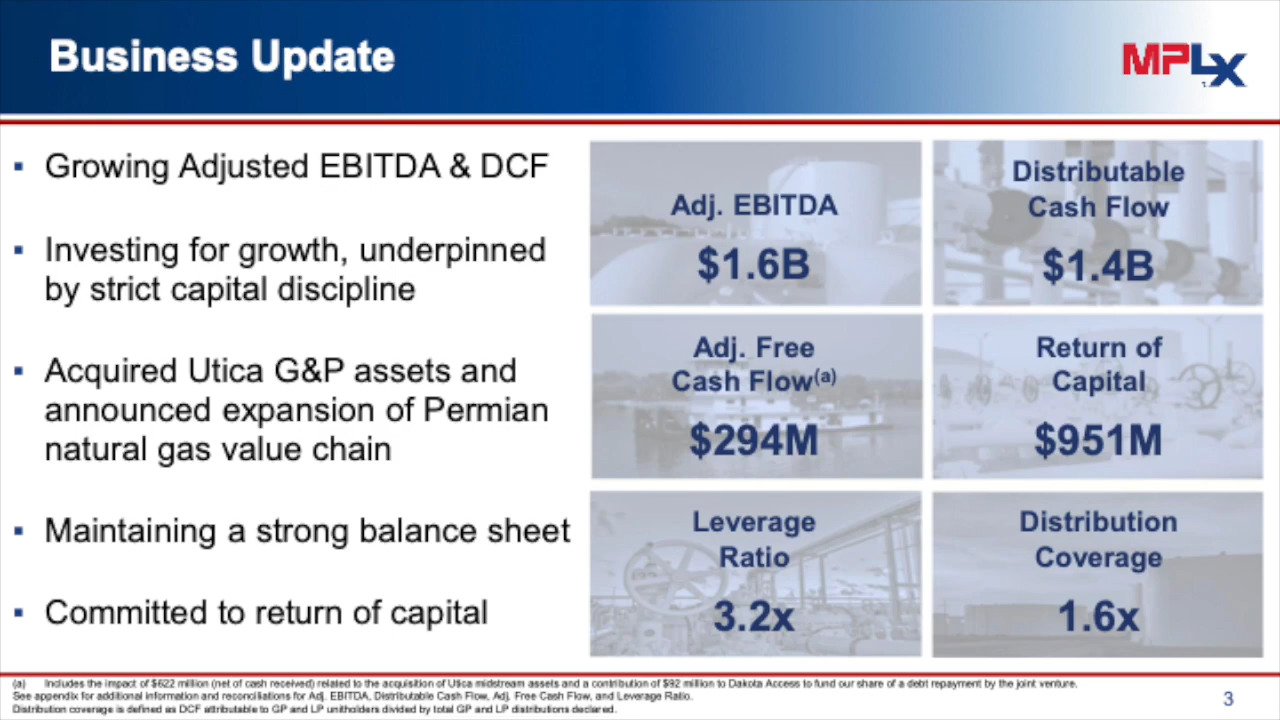 Business Update
MPLX
▪ Growing Adjusted EBITDA & DCF
▪ Investing for growth, underpinned
by strict capital discipline
▪ Acquired Utica G&P assets and
announced expansion of Permian
natural gas value chain
▪ Maintaining a strong balance sheet
▪ Committed to return of capital
Adj. EBITDA
$1.6B
Distributable
Cash Flow
$1.4B
Adj. Free
Cash Flow(a)
$294M
Return of
Capital
$951M
Leverage
Ratio
3.2x
Distribution
Coverage
1.6x
(a) Includes the impact of $622 million (net of cash received) related to the acquisition of Utica midstream assets and a contribution of $92 million to Dakota Access to fund our share of a debt repayment by the joint venture.
See appendix for additional information and reconciliations for Adj. EBITDA, Distributable Cash Flow, Adj. Free Cash Flow, and Leverage Ratio.
Distribution coverage is defined as DCF attributable to GP and LP unitholders divided by total GP and LP distributions declared.
3